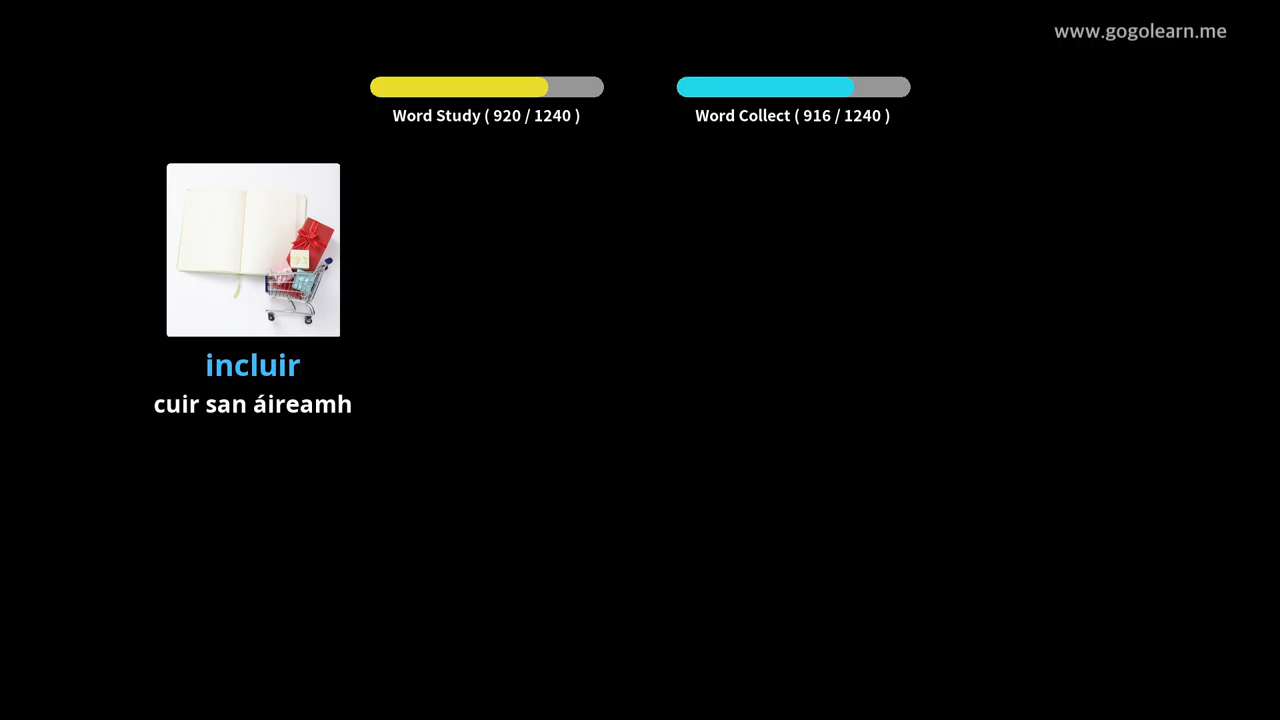 www.gogolearn.me
Word Study ( 920 / 1240 )
Word Collect ( 916 / 1240 )
incluir
cuir san áireamh